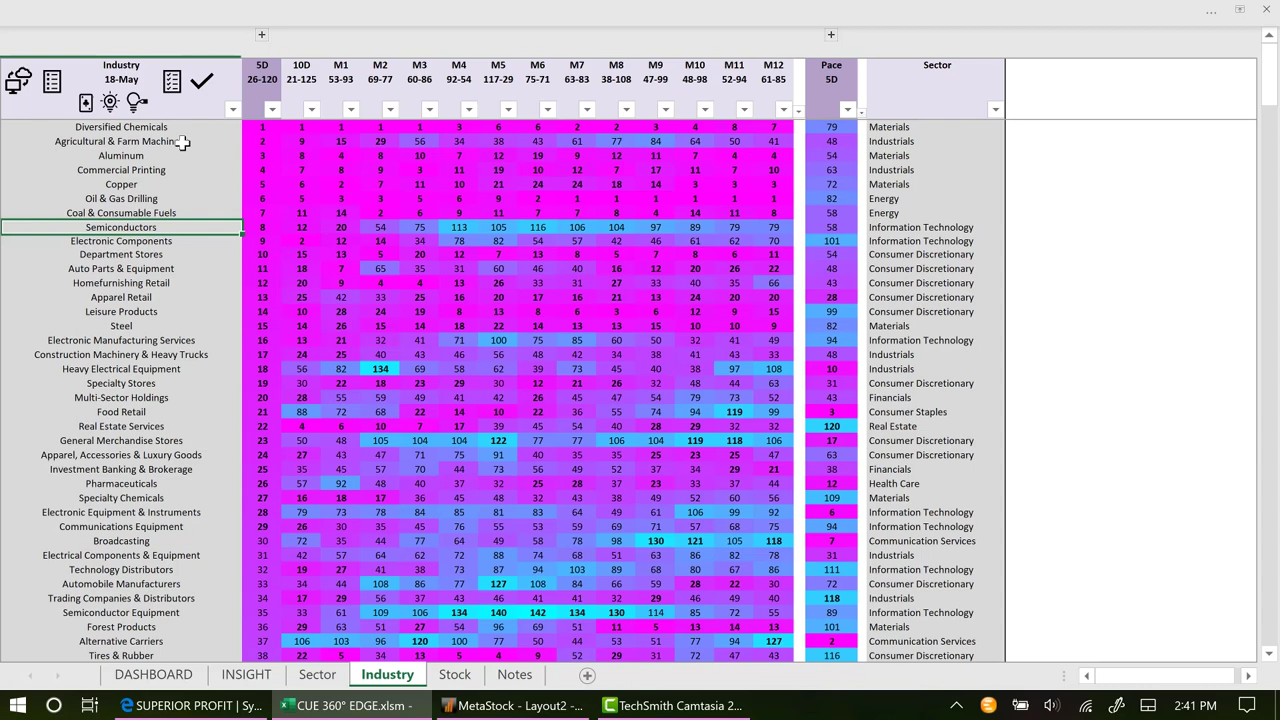 Industry 5D 10D M1 M2 M3 M4 M5 M6 M7 M8 M9 M10 M11 M12 Pace Sector
18-May 26-120 21-125 53-93 69-77 60-86 92-54 117-29 75-71 63-83 38-108 47-99 48-98 52-94 61-85 5D
Diversified Chemicals 1 1 1 1 1 3 6 6 2 2 3 4 8 7 79 Materials
Agricultural & Farm Machin 2 9 15 29 56 34 38 43 61 77 84 64 50 41 48 Industrials
Aluminum 3 8 4 8 10 7 12 19 9 12 11 7 4 4 54 Materials
Commercial Printing 4 7 8 9 3 11 19 10 12 7 17 11 7 10 63 Industrials
Copper 5 6 2 7 11 10 21 24 24 18 14 3 3 3 72 Materials
Oil & Gas Drilling 6 5 3 3 5 6 9 2 1 1 1 1 1 1 82 Energy
Coal & Consumable Fuels 7 11 14 2 6 9 11 7 7 8 4 14 11 8 58 Energy
Semiconductors 8 12 20 54 75 113 105 116 106 104 97 89 79 79 58 Information Technology
Electronic Components 9 2 12 14 34 78 82 54 57 42 46 61 62 70 101 Information Technology
Department Stores 10 15 13 5 20 12 7 13 8 5 7 8 6 11 54 Consumer Discretionary
Auto Parts & Equipment 11 18 7 65 35 31 60 46 40 16 12 20 26 22 48 Consumer Discretionary
Homefurnishing Retail 12 20 9 4 4 13 26 33 31 27 33 40 35 66 43 Consumer Discretionary
Apparel Retail 13 25 42 33 25 16 20 17 16 21 13 24 20 20 28 Consumer Discretionary
Leisure Products 14 10 28 24 19 8 13 8 6 3 6 12 9 15 99 Consumer Discretionary
Steel 15 14 26 15 14 18 22 14 13 13 15 10 10 9 82 Materials
Electronic Manufacturing Services 16 13 21 32 41 71 100 75 85 60 50 32 41 49 94 Information Technology
Construction Machinery & Heavy Trucks 17 24 25 40 43 46 56 48 42 34 38 41 43 33 48 Industrials
Heavy Electrical Equipment 18 56 82 134 69 58 62 39 73 45 40 38 97 108 10 Industrials
Specialty Stores 19 30 22 18 23 29 30 12 21 26 32 48 44 63 31 Consumer Discretionary
Multi-Sector Holdings 20 28 55 59 49 41 42 26 45 47 54 79 73 52 43 Financials
Food Retail 21 88 72 68 22 14 10 22 36 55 74 94 119 99 3 Consumer Staples
Real Estate Services 22 4 6 10 7 17 39 45 54 40 28 29 32 32 120 Real Estate
General Merchandise Stores 23 50 48 105 104 104 122 77 77 106 104 119 118 106 17 Consumer Discretionary
Apparel, Accessories & Luxury Goods 24 27 43 47 61 75 91 40 35 35 25 23 25 47 63 Consumer Discretionary
Investment Banking & Brokerage 25 35 45 57 70 44 73 56 49 52 37 44 29 21 38 Financials
Pharmaceuticals 26 57 92 48 40 37 32 25 28 37 23 33 37 44 12 Health Care
Specialty Chemicals 27 16 18 17 36 45 48 32 43 38 49 52 60 56 109 Materials
Electronic Equipment & Instruments 28 79 73 78 84 85 81 83 64 49 61 106 99 92 6 Information Technology
Communications Equipment 29 26 30 35 45 76 55 53 59 69 71 57 68 75 94 Information Technology
Broadcasting 30 72 35 44 77 64 49 58 78 98 130 121 105 118 7 Communication Services
Electrical Components & Equipment 31 42 57 64 62 72 88 74 68 51 63 86 82 78 31 Industrials
Technology Distributors 32 19 27 41 38 73 87 94 103 89 66 80 67 86 111 Information Technology
Automobile Manufacturers 33 34 44 108 86 77 127 108 84 66 59 28 22 30 72 Consumer Discretionary
Trading Companies & Distributors 34 17 29 56 37 43 46 41 41 32 29 46 49 40 118 Industrials
Semiconductor Equipment 35 33 61 109 106 134 140 142 134 130 114 85 72 55 89 Information Technology
Forest Products 36 29 63 51 27 54 96 69 51 11 5 13 14 13 101 Materials
Alternative Carriers 37 106 103 96 120 100 77 50 44 53 51 77 94 127 2 Communication Services
Tires & Rubber 38 22 5 34 13 5 4 9 29 31 72 47 43 116 Consumer Discretionary
DASHBOARD INSIGHT Sector Industry Stock Notes
SUPERIOR PROFIT | Sy... CUE 360° EDGE.xlsm - MetaStock - Layout2 -... TechSmith Camtasia 2... 2:41 PM